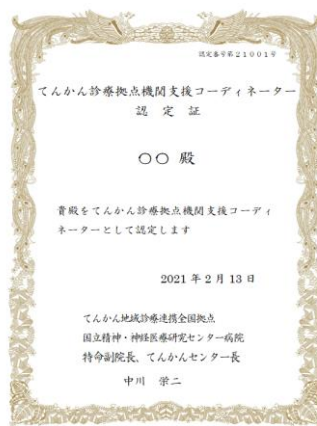 認定番号第21001号
てんかん診療拠点機関支援コーディネーター
認 定 証
〇〇 殿
貴殿をてんかん診療拠点機関支援コーディ
ネーターとして認定します
2021年2月13日
てんかん地域診療連携全国拠点
国立精神・神経医療研究センター病院
特命副院長、てんかんセンター長
中川 栄二